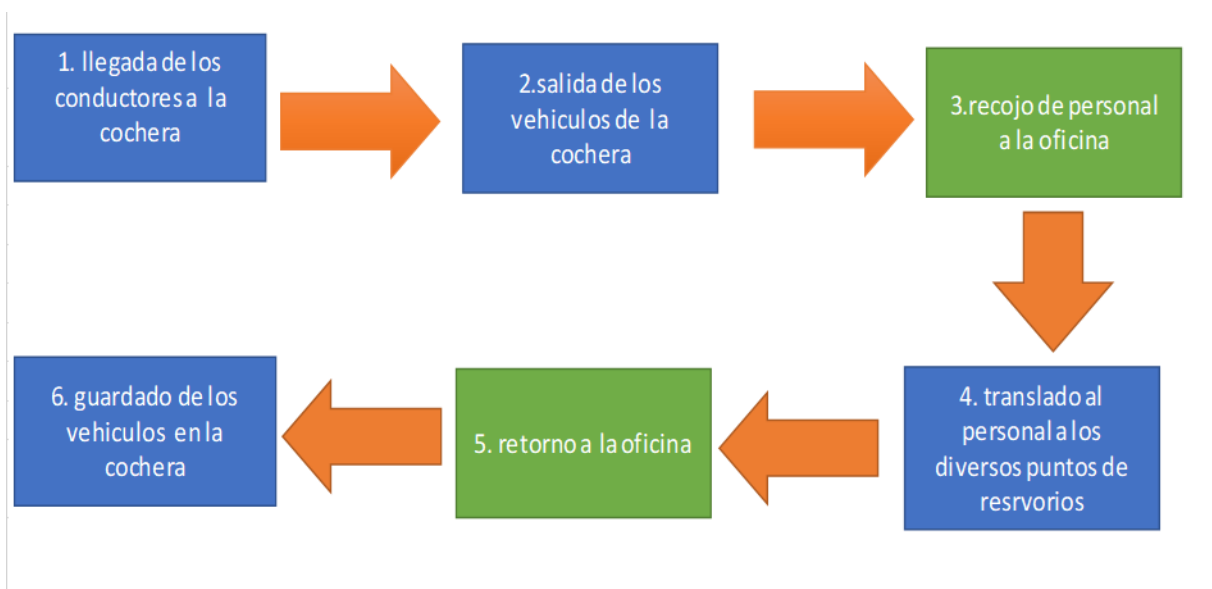 1. llegada de los
conductores a la
cochera
2.salida de los
vehiculos de la
cochera
3.recojo de personal
a la oficina
4. translado al
personal a los
diversos puntos de
resrvorios
5. retorno a la oficina
6. guardado de los
vehiculos en la
cochera